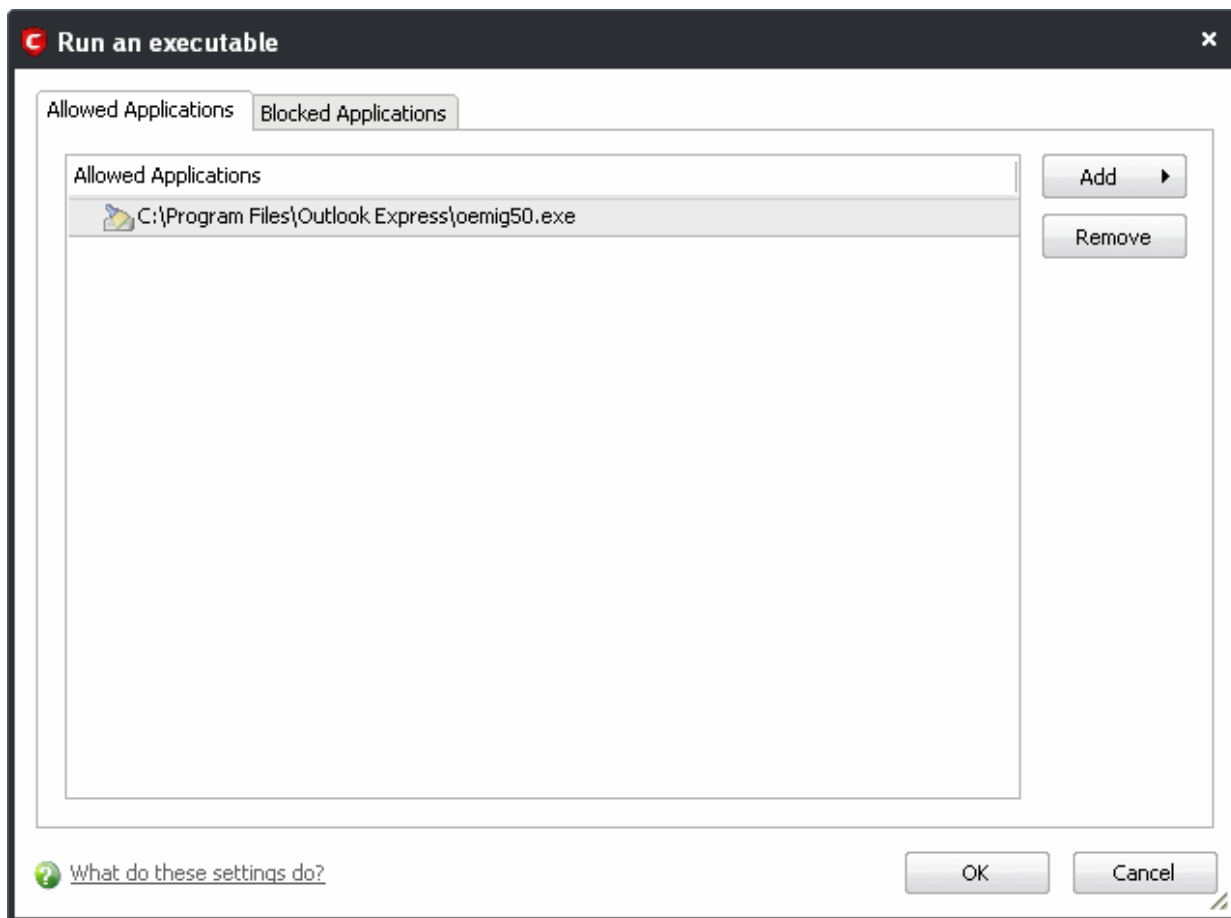 Run an executable
Allowed Applications Blocked Applications
Allowed Applications
Add
C:\Program Files\Outlook Express\oemig50.exe
Remove
What do these settings do?
OK Cancel